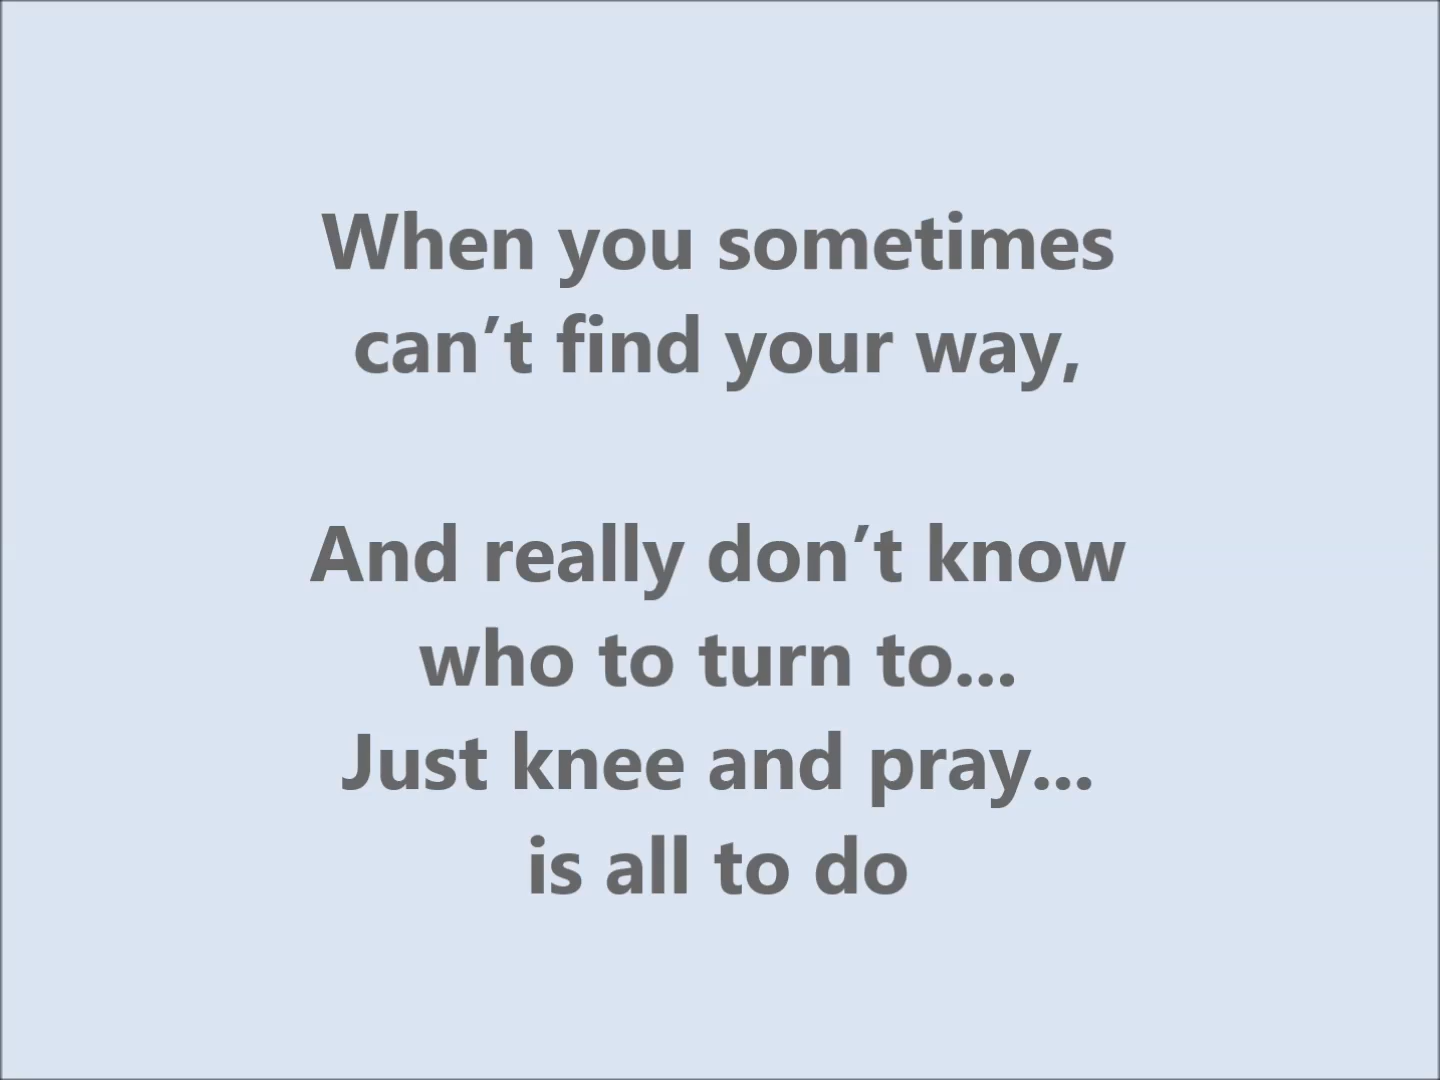 When you sometimes
can’t find your way,
And really don’t know
who to turn to...
Just knee and pray...
is all to do